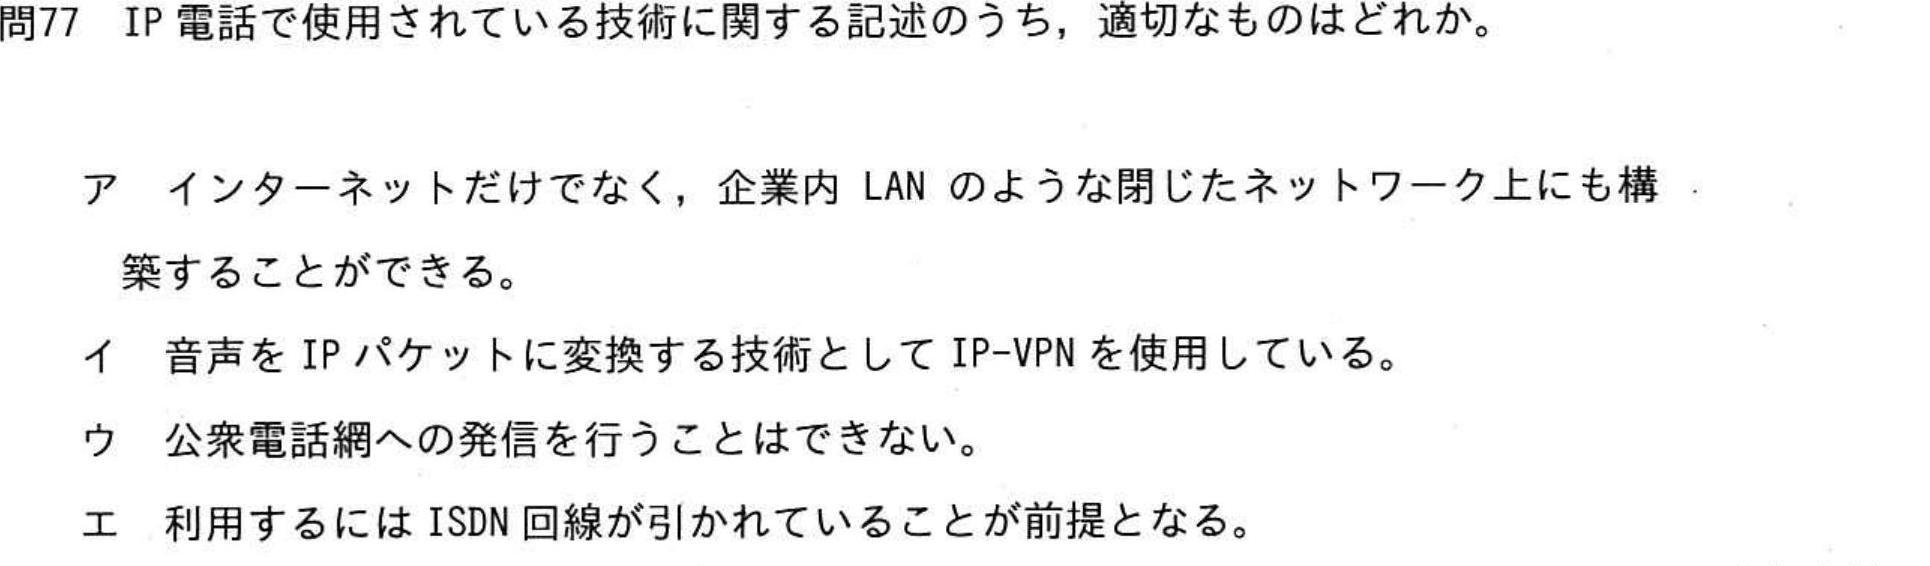 問77 IP 電話で使用されている技術に関する記述のうち，適切なものはどれか。
ア インターネットだけでなく，企業内 LAN のような閉じたネットワーク上にも構
築することができる。
イ 音声を IP パケットに変換する技術として IP-VPN を使用している。
ウ 公衆電話網への発信を行うことはできない。
エ 利用するには ISDN 回線が引かれていることが前提となる。